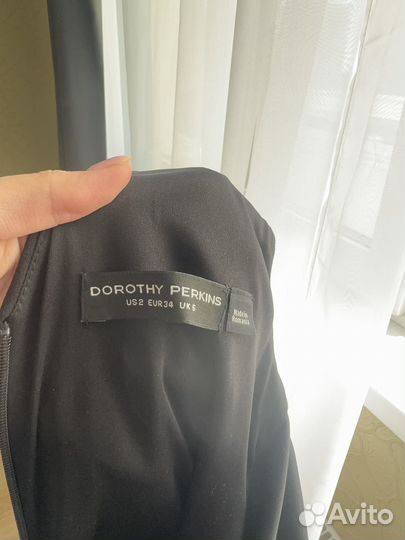 DOROTHY PERKINS
US2 EUR34 UK6
Made in
Romania
Avito